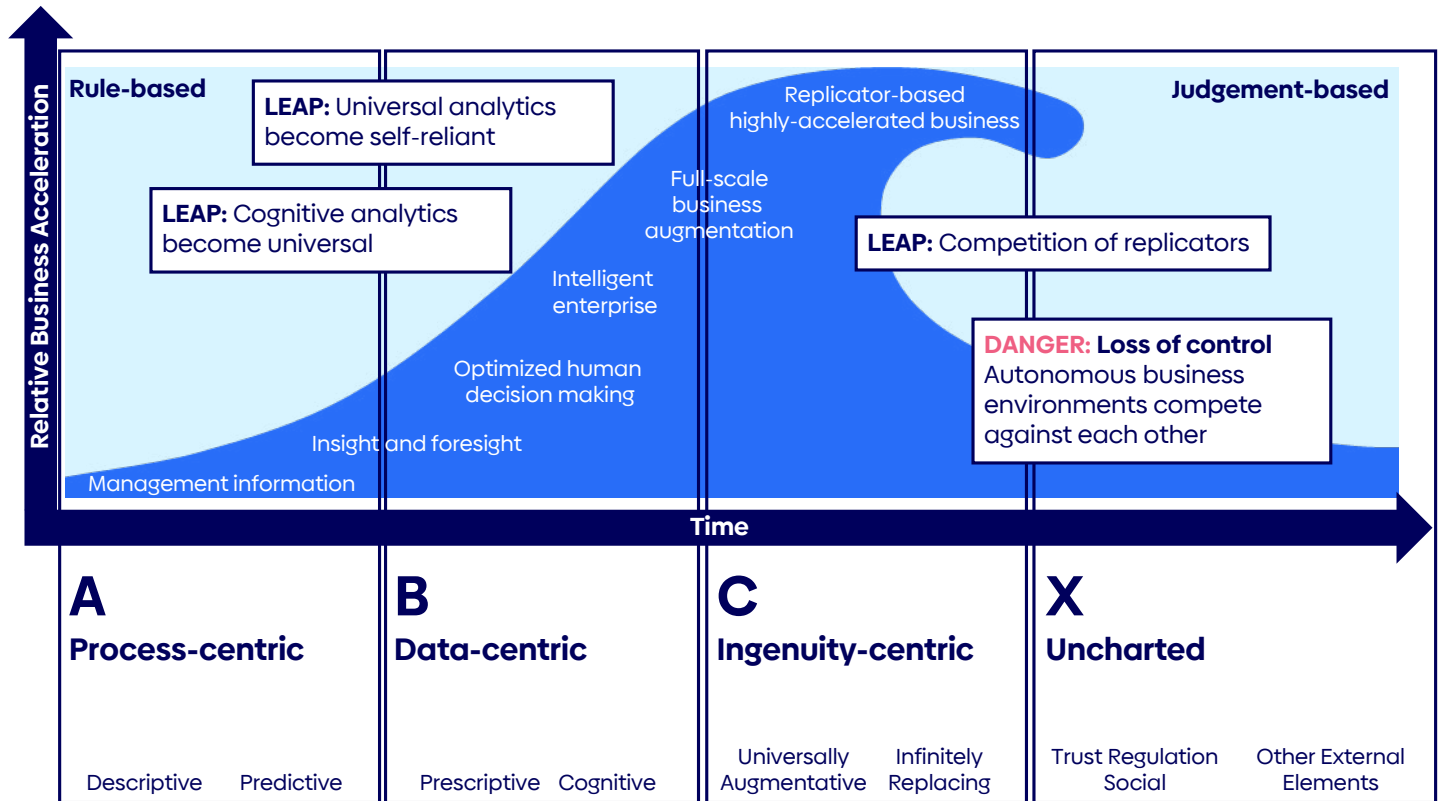 Relative Business Acceleration
Rule-based
Judgement-based
LEAP: Universal analytics
become self-reliant
LEAP: Cognitive analytics
become universal
Replicator-based
highly-accelerated business
Full-scale
business
augmentation
LEAP: Competition of replicators
Intelligent
enterprise
DANGER: Loss of control
Autonomous business
environments compete
against each other
Optimized human
decision making
Insight and foresight
Management information
Time
A
Process-centric
Descriptive
Predictive
B
Data-centric
Prescriptive
Cognitive
C
Ingenuity-centric
Universally
Augmentative
Infinitely
Replacing
X
Uncharted
Trust Regulation
Social
Other External
Elements